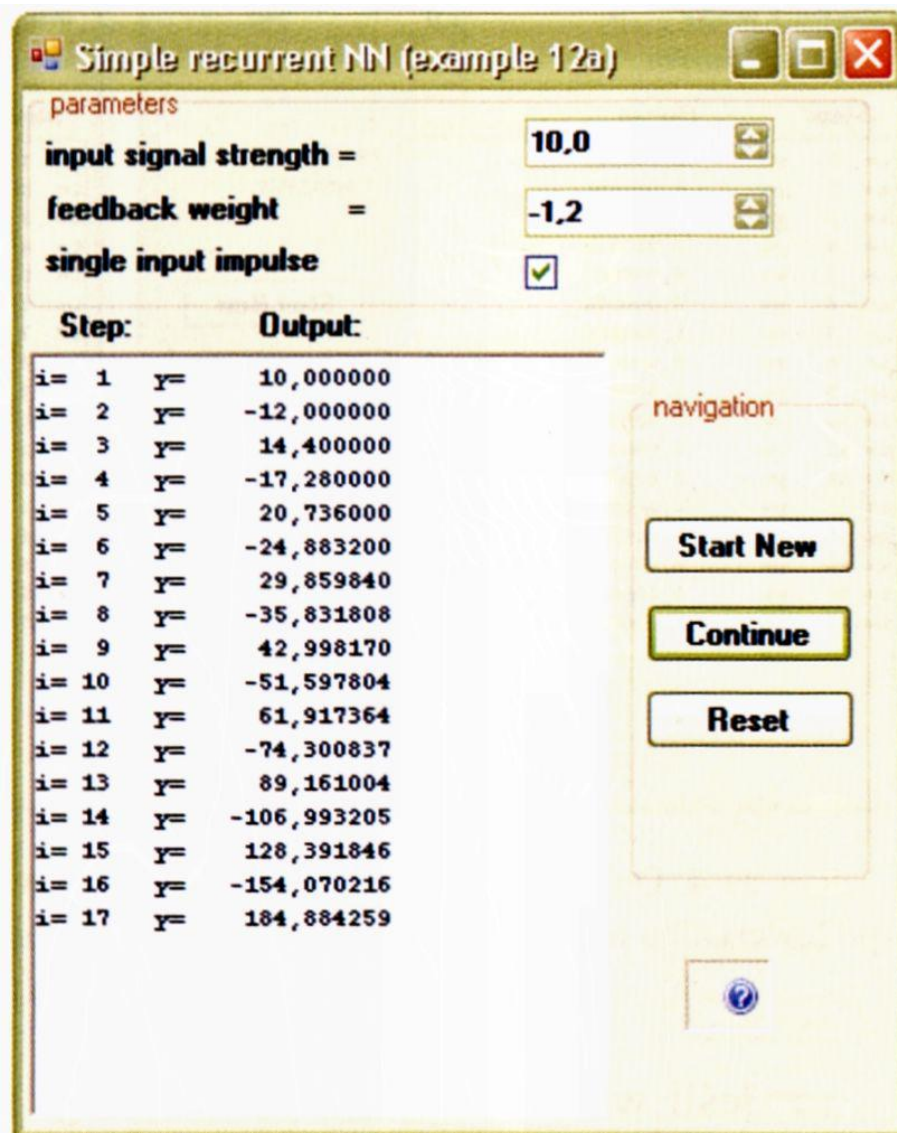 Simple recurrent NN (example 12a)
parameters
input signal strength = 10,0
feedback weight = -1,2
single input impulse
Step: Output:
i= 1 y= 10,000000
i= 2 y= -12,000000
i= 3 y= 14,400000
i= 4 y= -17,280000
i= 5 y= 20,736000
i= 6 y= -24,883200
i= 7 y= 29,859840
i= 8 y= -35,831808
i= 9 y= 42,998170
i= 10 y= -51,597804
i= 11 y= 61,917364
i= 12 y= -74,300837
i= 13 y= 89,161004
i= 14 y= -106,993205
i= 15 y= 128,391846
i= 16 y= -154,070216
i= 17 y= 184,884259
navigation
Start New
Continue
Reset
?